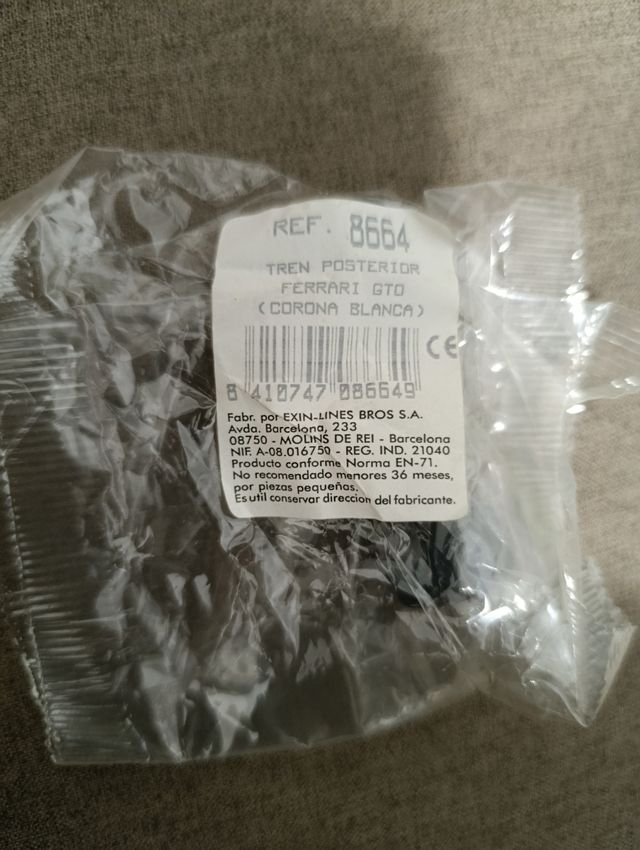 REF. 8664
TREN POSTERIOR
FERRARI GTO
(CORONA BLANCA)
CE
8 410747 086649
Fabr. por EXIN-LINES BROS S.A.
Avda. Barcelona, 233
08750 - MOLINS DE REI - Barcelona
NIF. A-08.016750 - REG. IND. 21040
Producto conforme Norma EN-71.
No recomendado menores 36 meses,
por piezas pequeñas.
Es util conservar direccion del fabricante.